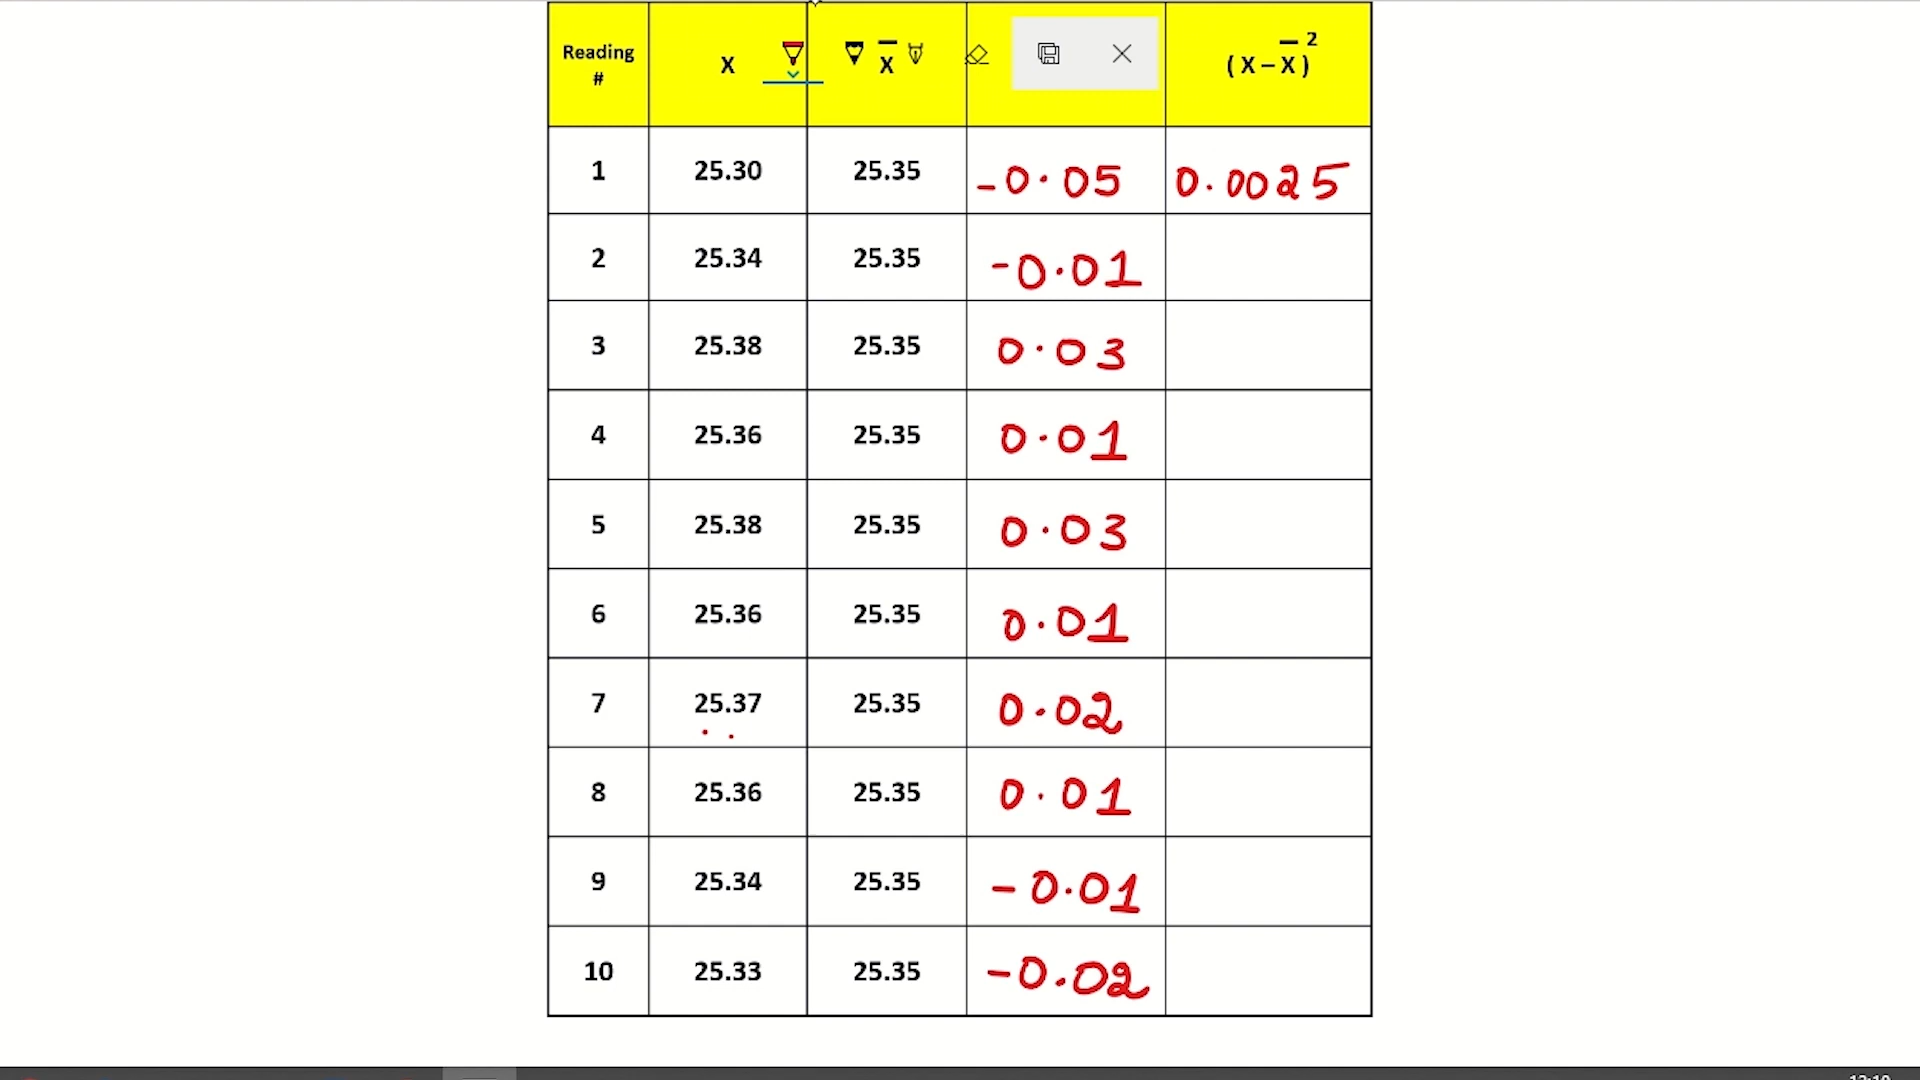 Reading # X X̄ ( X – X̄ )²
1 25.30 25.35 -0.05 0.0025
2 25.34 25.35 -0.01
3 25.38 25.35 0.03
4 25.36 25.35 0.01
5 25.38 25.35 0.03
6 25.36 25.35 0.01
7 25.37 25.35 0.02
8 25.36 25.35 0.01
9 25.34 25.35 -0.01
10 25.33 25.35 -0.02